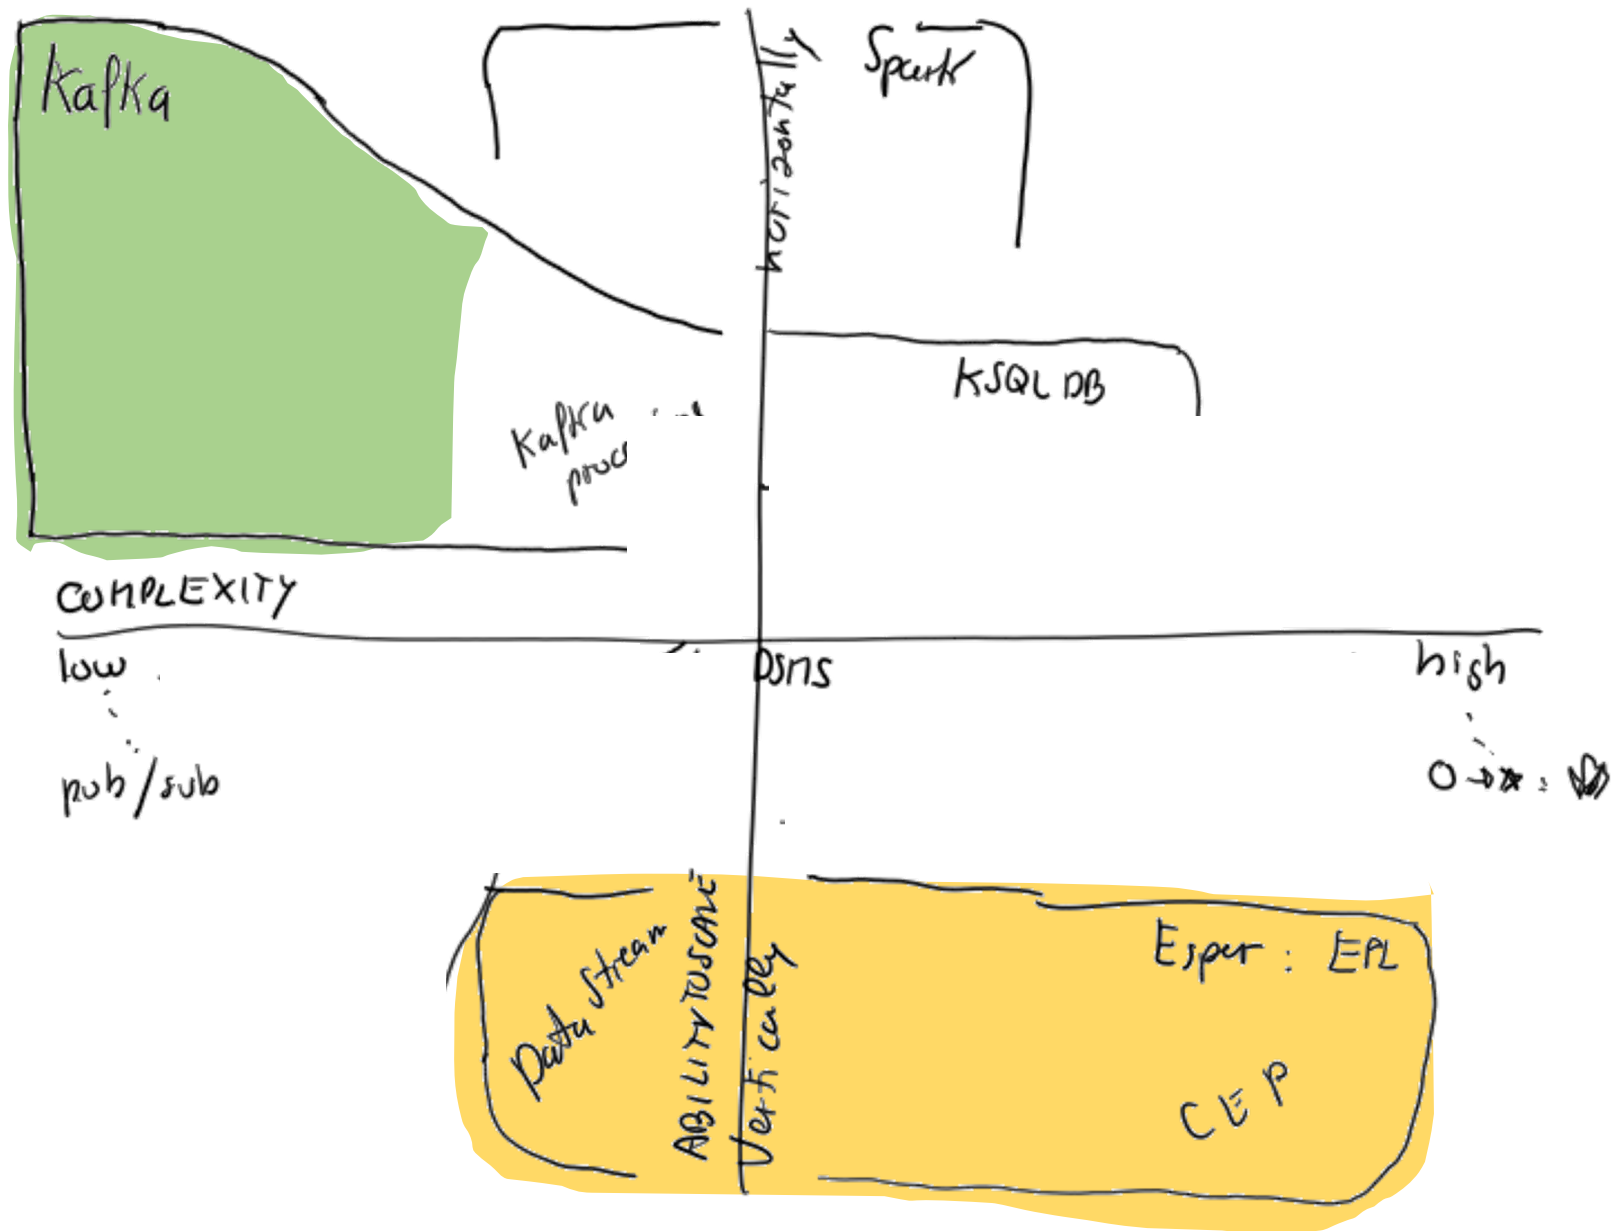 Kafka
Spark
horizontally
KSQL DB
Kafka
COMPLEXITY
low
DSMS
high
pub/sub
Data stream
ABILITY TO SCALE
Vertically
Esper : EPL
CEP